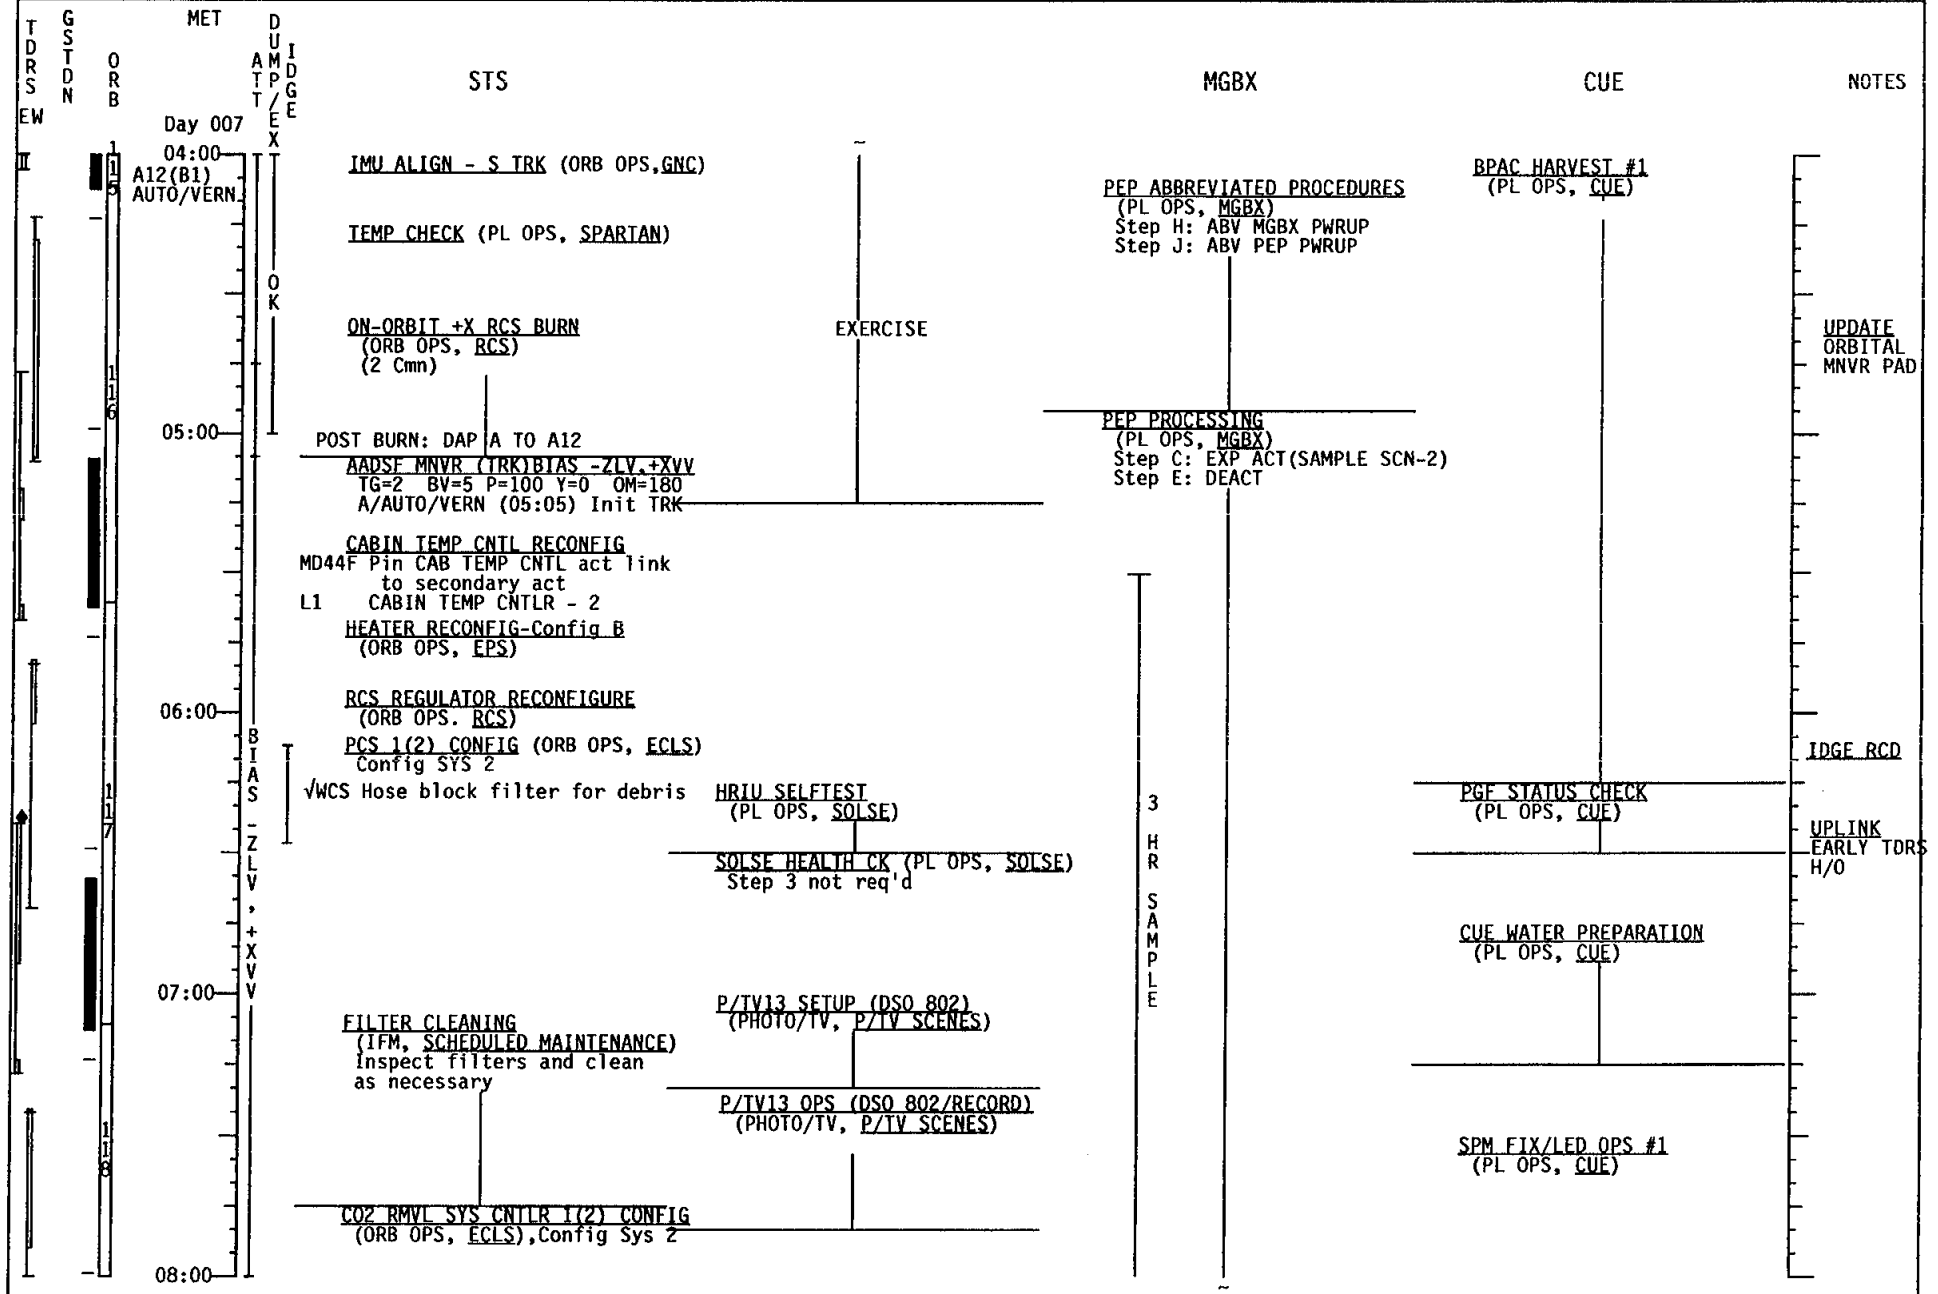 TDRS
EW
GSTDN
ORB
MET
ATT
DUMP/EX
IDGE
STS
MGBX
CUE
NOTES
Day 007
04:00
115
A12(B1)
AUTO/VERN
OK
IMU ALIGN - S TRK (ORB OPS,GNC)
TEMP CHECK (PL OPS, SPARTAN)
ON-ORBIT +X RCS BURN
(ORB OPS, RCS)
(2 Cmn)
116
05:00
POST BURN: DAP A TO A12
AADSF MNVR (TRK)BIAS -ZLV,+XVV
TG=2 BV=5 P=100 Y=0 OM=180
A/AUTO/VERN (05:05) Init TRK
CABIN TEMP CNTL RECONFIG
MD44F Pin CAB TEMP CNTL act link
to secondary act
L1 CABIN TEMP CNTLR - 2
HEATER RECONFIG-Config B
(ORB OPS, EPS)
06:00
RCS REGULATOR RECONFIGURE
(ORB OPS. RCS)
PCS 1(2) CONFIG (ORB OPS, ECLS)
Config SYS 2
√WCS Hose block filter for debris
117
BIAS -ZLV, +XVV
07:00
FILTER CLEANING
(IFM, SCHEDULED MAINTENANCE)
Inspect filters and clean
as necessary
118
CO2 RMVL SYS CNTLR 1(2) CONFIG
(ORB OPS, ECLS),Config Sys 2
08:00
~
EXERCISE
HRIU SELFTEST
(PL OPS, SOLSE)
SOLSE HEALTH CK (PL OPS, SOLSE)
Step 3 not req'd
P/TV13 SETUP (DSO 802)
(PHOTO/TV, P/TV SCENES)
P/TV13 OPS (DSO 802/RECORD)
(PHOTO/TV, P/TV SCENES)
PEP ABBREVIATED PROCEDURES
(PL OPS, MGBX)
Step H: ABV MGBX PWRUP
Step J: ABV PEP PWRUP
PEP PROCESSING
(PL OPS, MGBX)
Step C: EXP ACT(SAMPLE SCN-2)
Step E: DEACT
3 HR SAMPLE
~
BPAC HARVEST #1
(PL OPS, CUE)
PGF STATUS CHECK
(PL OPS, CUE)
CUE WATER PREPARATION
(PL OPS, CUE)
SPM FIX/LED OPS #1
(PL OPS, CUE)
UPDATE
ORBITAL
MNVR PAD
IDGE RCD
UPLINK
EARLY TDRS
H/O